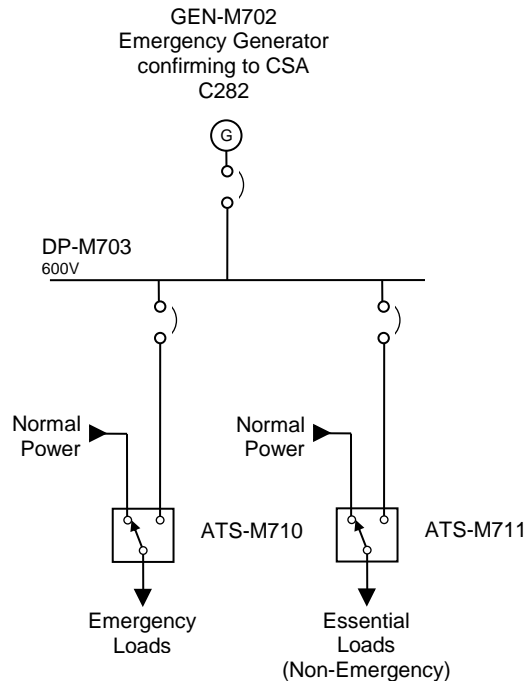 GEN-M702
Emergency Generator
confirming to CSA
C282
G
DP-M703
600V
Normal
Power
Normal
Power
ATS-M710
ATS-M711
Emergency
Loads
Essential
Loads
(Non-Emergency)